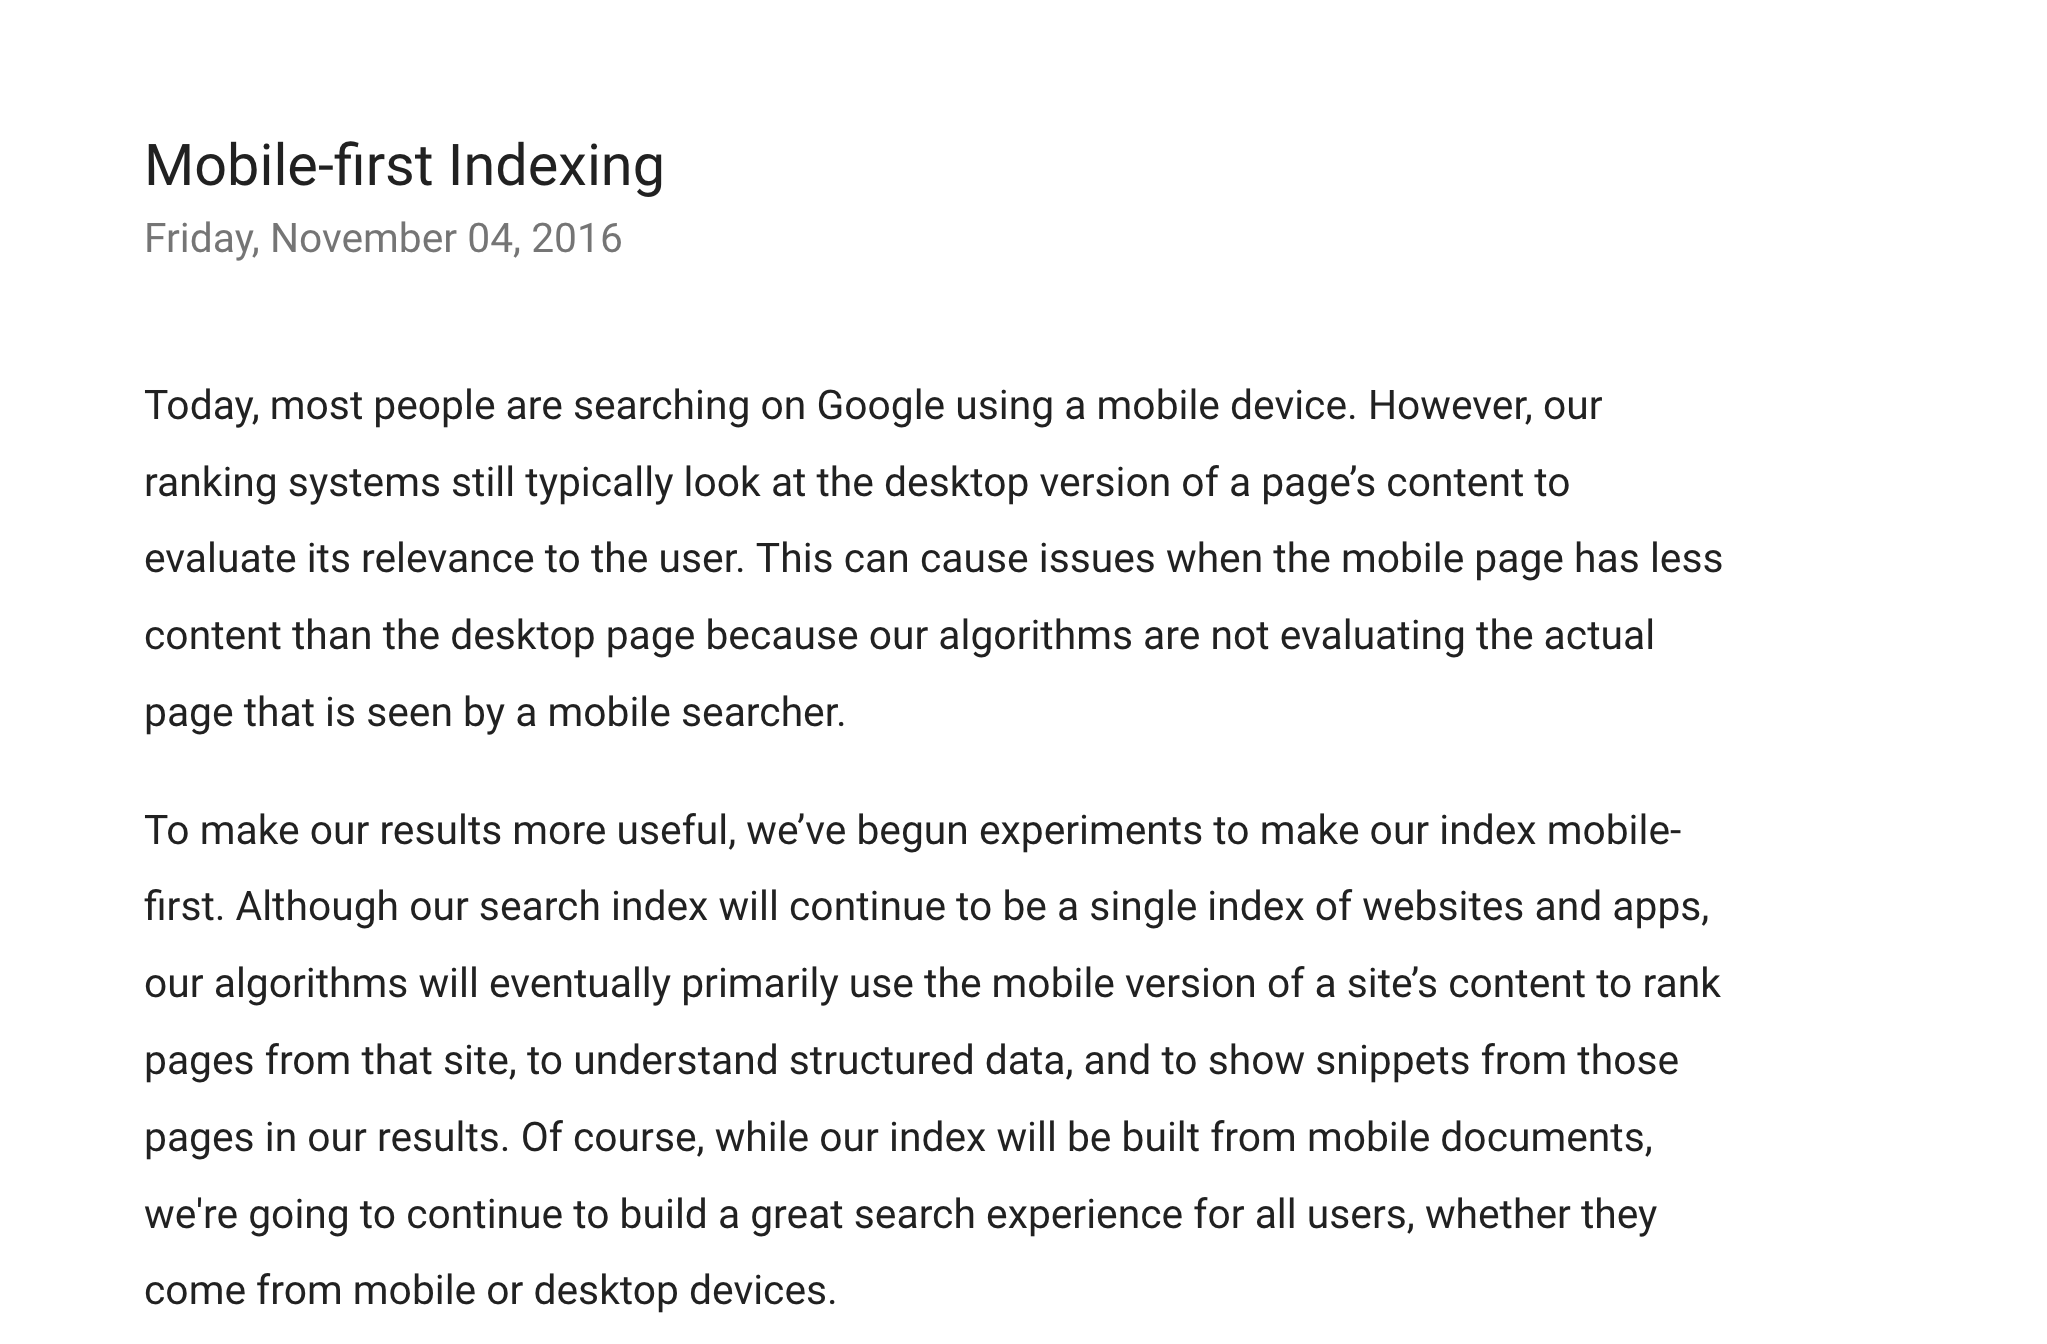 Mobile-first Indexing
Friday, November 04, 2016
Today, most people are searching on Google using a mobile device. However, our
ranking systems still typically look at the desktop version of a page’s content to
evaluate its relevance to the user. This can cause issues when the mobile page has less
content than the desktop page because our algorithms are not evaluating the actual
page that is seen by a mobile searcher.
To make our results more useful, we’ve begun experiments to make our index mobile-
first. Although our search index will continue to be a single index of websites and apps,
our algorithms will eventually primarily use the mobile version of a site’s content to rank
pages from that site, to understand structured data, and to show snippets from those
pages in our results. Of course, while our index will be built from mobile documents,
we're going to continue to build a great search experience for all users, whether they
come from mobile or desktop devices.